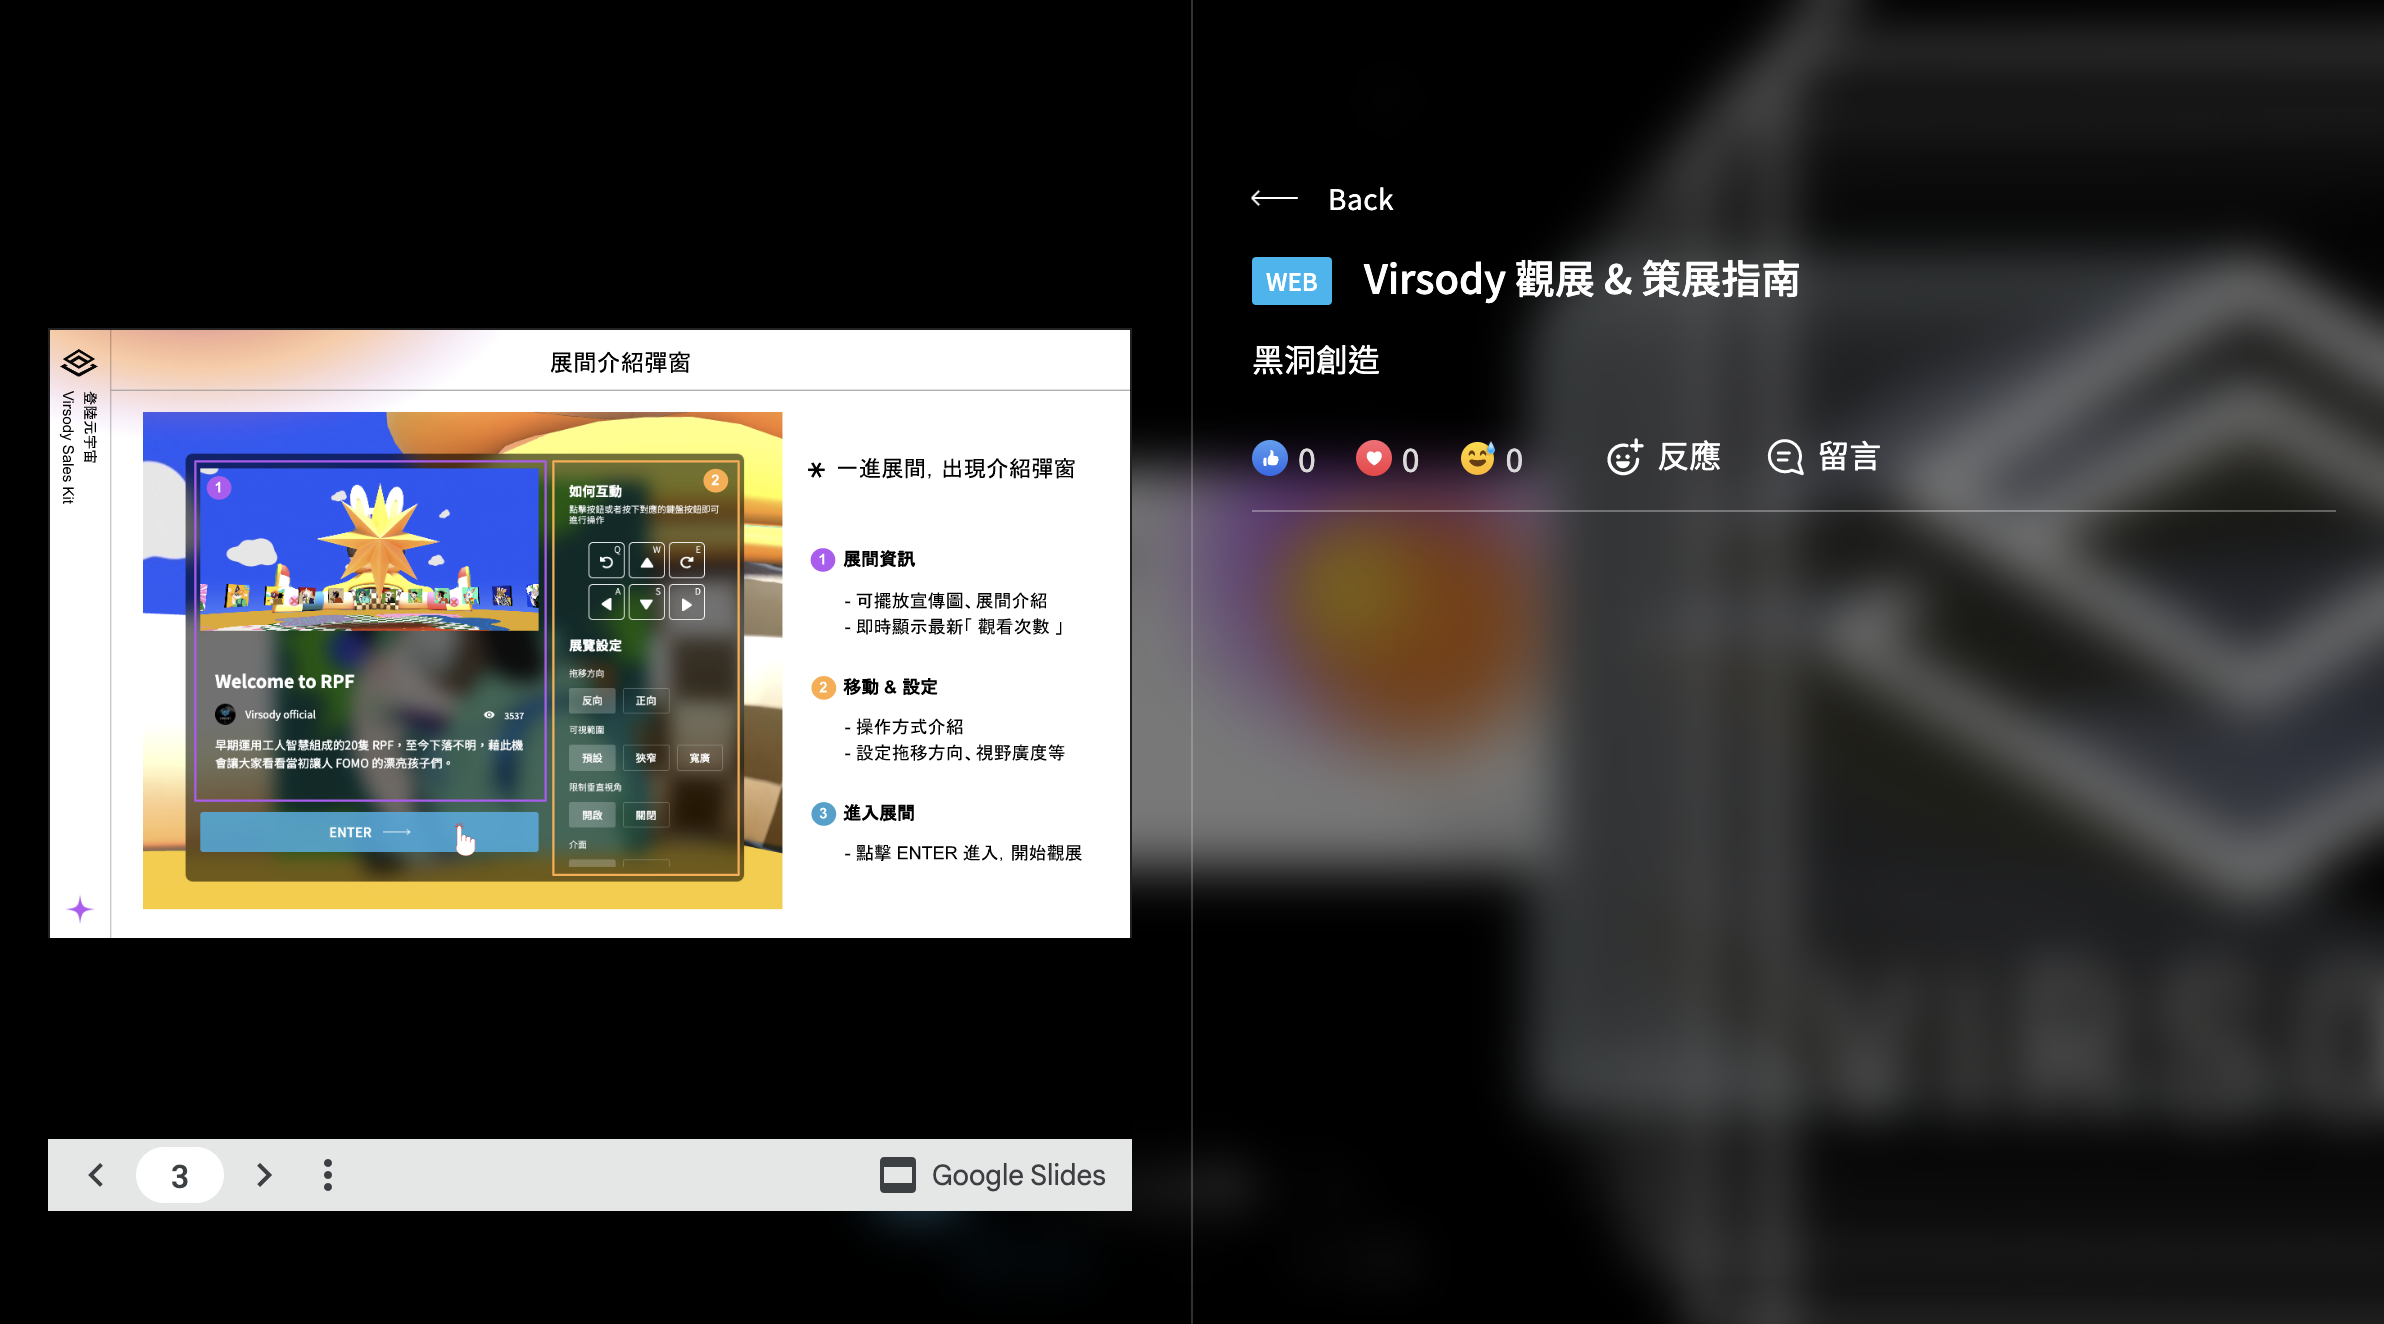 登陸元宇宙
Virsody Sales Kit
展間介紹彈窗
1
Welcome to RPF
Virsody official
3537
早期運用工人智慧組成的20隻 RPF，至今下落不明，藉此機
會讓大家看看當初讓人 FOMO 的漂亮孩子們。
ENTER
2
如何互動
點擊按鈕或者按下對應的鍵盤按鈕即可
進行操作
Q W E
A S D
展覽設定
拖移方向
反向 正向
可視範圍
預設 狹窄 寬廣
限制垂直視角
開啟 關閉
介面
一進展間，出現介紹彈窗
1 展間資訊
- 可擺放宣傳圖、展間介紹
- 即時顯示最新「 觀看次數 」
2 移動 & 設定
- 操作方式介紹
- 設定拖移方向、視野廣度等
3 進入展間
- 點擊 ENTER 進入，開始觀展
3
Google Slides
Back
WEB Virsody 觀展 & 策展指南
黑洞創造
0 0 0 反應 留言
VIRSO